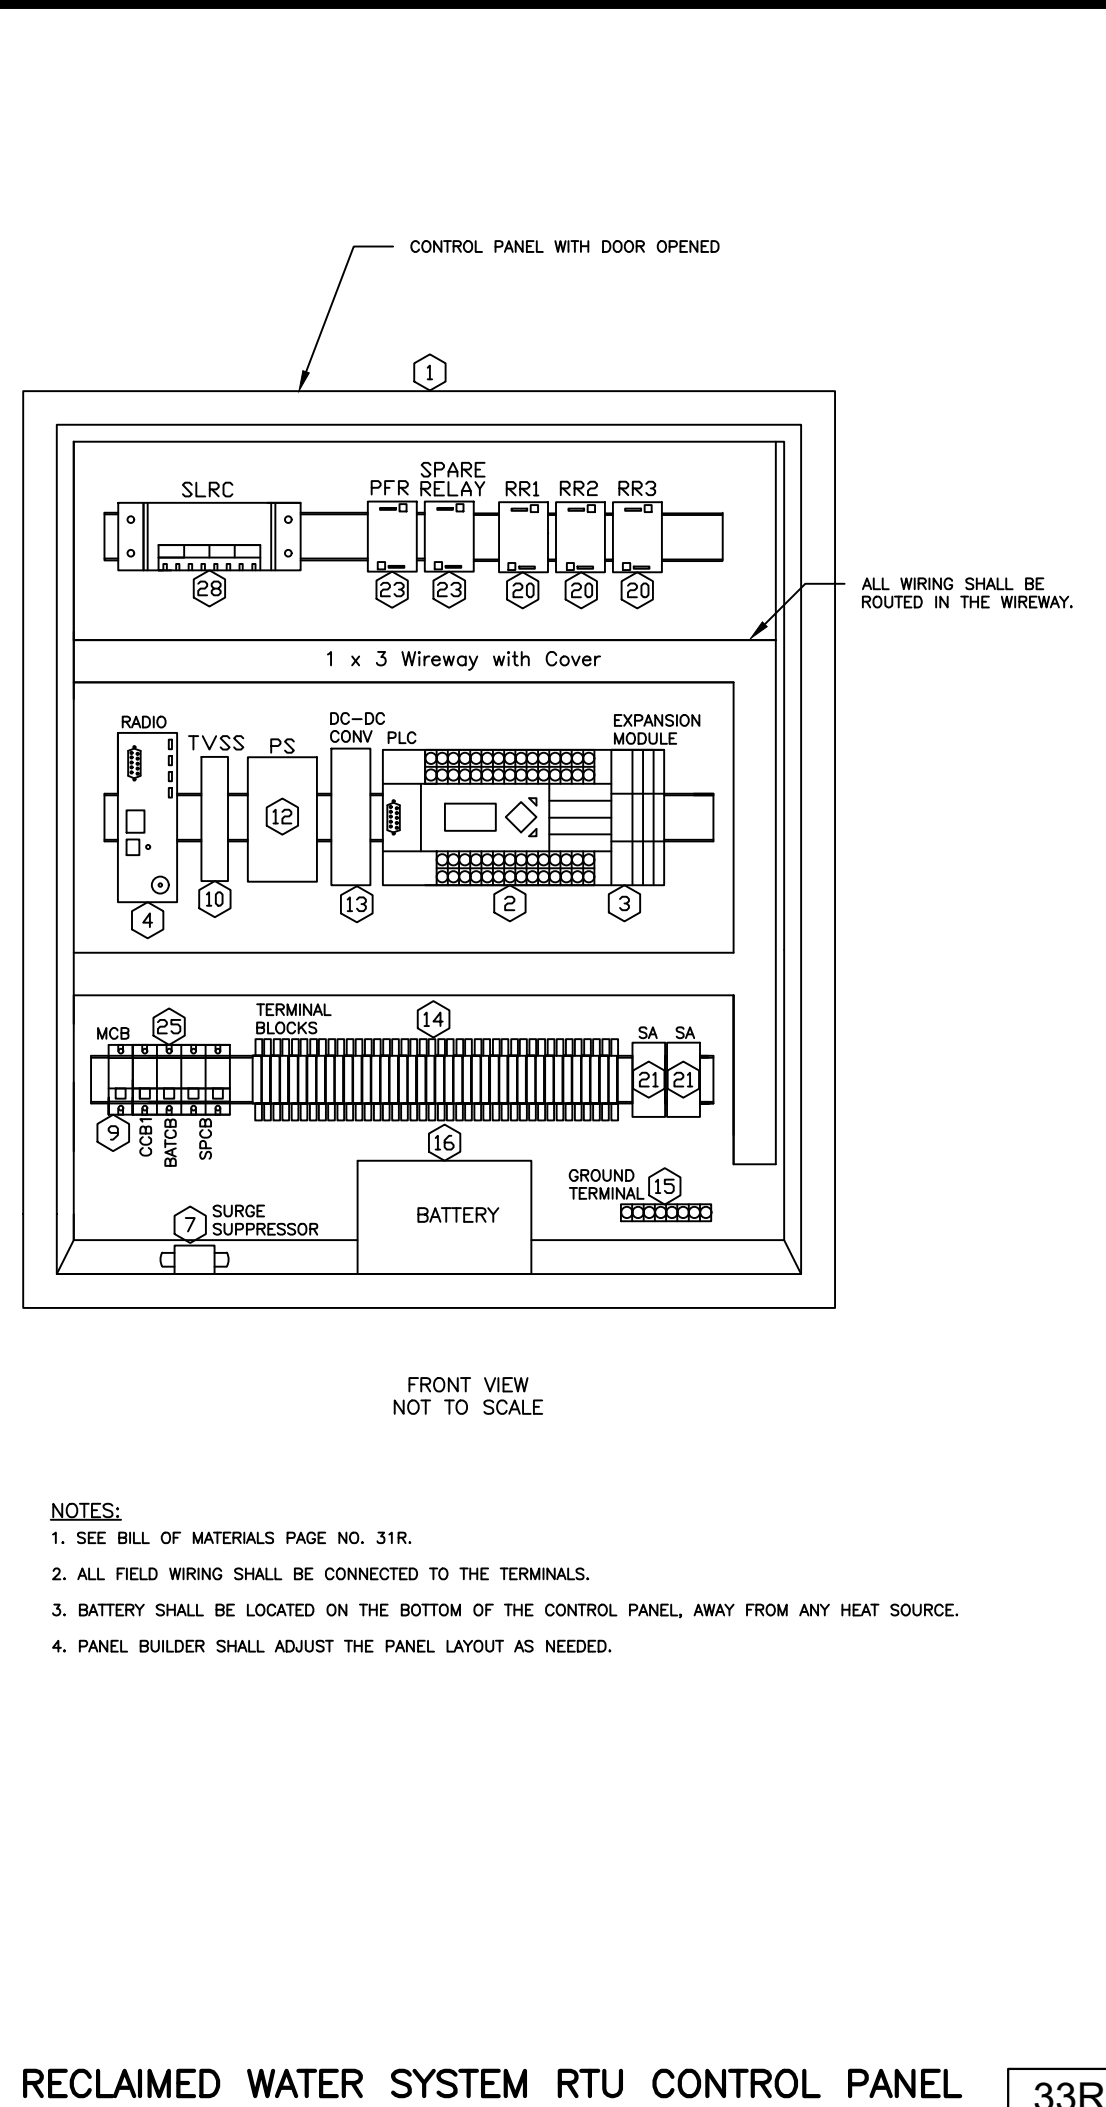 CONTROL PANEL WITH DOOR OPENED
1
SPARE
SLRC PFR RELAY RR1 RR2 RR3
28 23 23 20 20 20
ALL WIRING SHALL BE
ROUTED IN THE WIREWAY.
1 x 3 Wireway with Cover
RADIO TVSS PS
DC-DC
CONV PLC
EXPANSION
MODULE
12
4 10 13 2 3
MCB 25
TERMINAL
BLOCKS
14
SA SA
21 21
9 CCB1 BATCB SPCB
16
GROUND
TERMINAL 15
7 SURGE
SUPPRESSOR
BATTERY
FRONT VIEW
NOT TO SCALE
NOTES:
1. SEE BILL OF MATERIALS PAGE NO. 31R.
2. ALL FIELD WIRING SHALL BE CONNECTED TO THE TERMINALS.
3. BATTERY SHALL BE LOCATED ON THE BOTTOM OF THE CONTROL PANEL, AWAY FROM ANY HEAT SOURCE.
4. PANEL BUILDER SHALL ADJUST THE PANEL LAYOUT AS NEEDED.
RECLAIMED WATER SYSTEM RTU CONTROL PANEL
33R